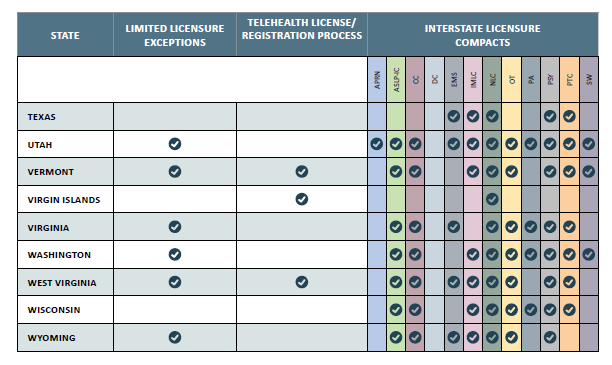 STATE
LIMITED LICENSURE
EXCEPTIONS
TELEHEALTH LICENSE/
REGISTRATION PROCESS
INTERSTATE LICENSURE
COMPACTS
APRN
ASLP-IC
CC
DC
EMS
IMLC
NLC
OT
PA
PSY
PTC
SW
TEXAS
UTAH
VERMONT
VIRGIN ISLANDS
VIRGINIA
WASHINGTON
WEST VIRGINIA
WISCONSIN
WYOMING